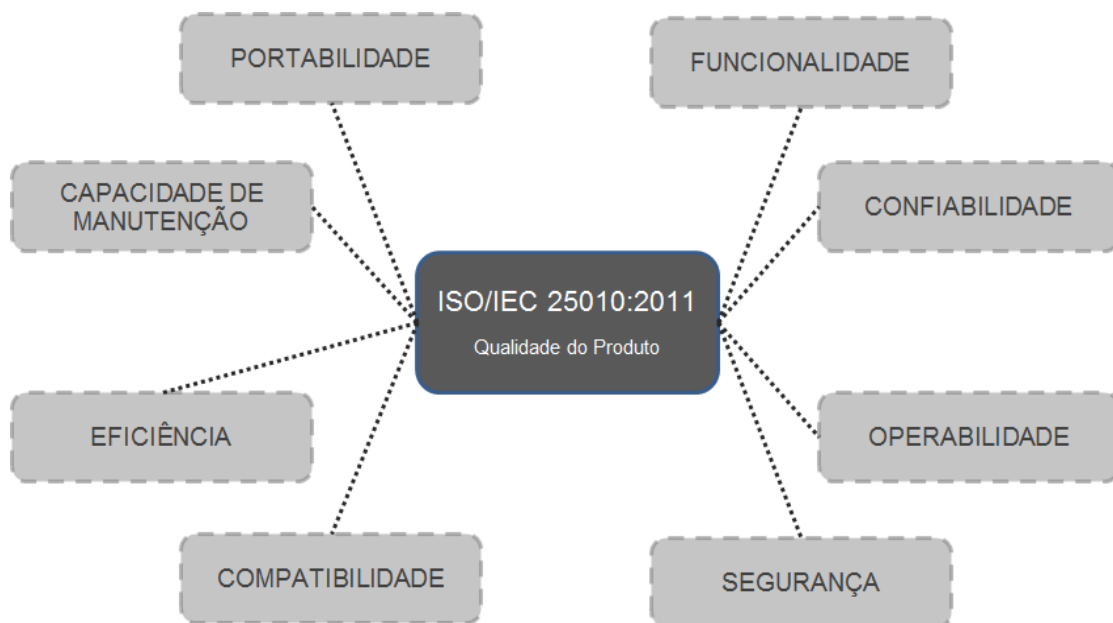 PORTABILIDADE
FUNCIONALIDADE
CAPACIDADE DE
MANUTENÇÃO
CONFIABILIDADE
ISO/IEC 25010:2011
Qualidade do Produto
EFICIÊNCIA
OPERABILIDADE
COMPATIBILIDADE
SEGURANÇA